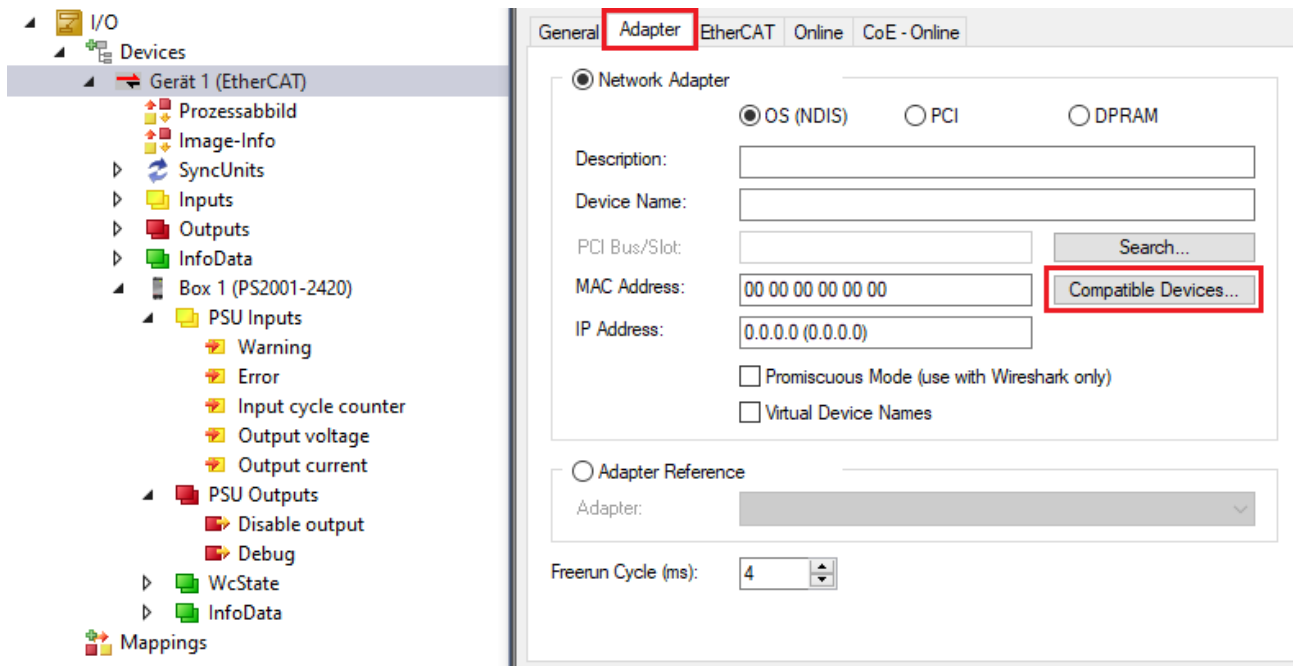 I/O
Devices
Gerät 1 (EtherCAT)
Prozessabbild
Image-Info
SyncUnits
Inputs
Outputs
InfoData
Box 1 (PS2001-2420)
PSU Inputs
Warning
Error
Input cycle counter
Output voltage
Output current
PSU Outputs
Disable output
Debug
WcState
InfoData
Mappings
General Adapter EtherCAT Online CoE - Online
Network Adapter
OS (NDIS) PCI DPRAM
Description:
Device Name:
PCI Bus/Slot: Search...
MAC Address: 00 00 00 00 00 00 Compatible Devices...
IP Address: 0.0.0.0 (0.0.0.0)
Promiscuous Mode (use with Wireshark only)
Virtual Device Names
Adapter Reference
Adapter:
Freerun Cycle (ms): 4